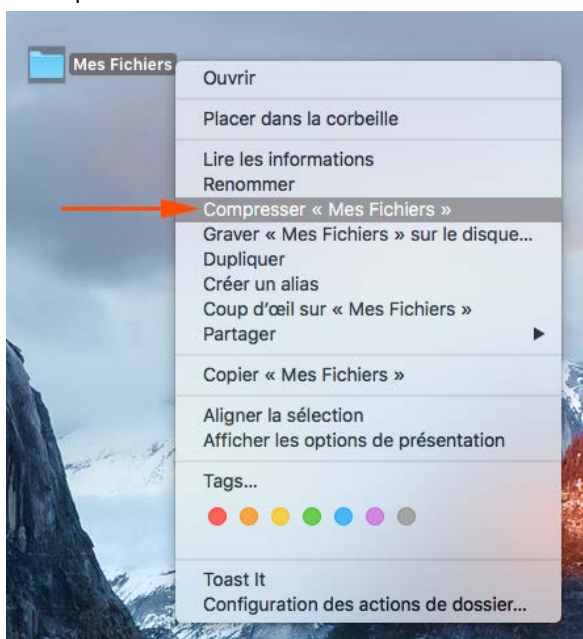 Mes Fichiers
Ouvrir
Placer dans la corbeille
Lire les informations
Renommer
Compresser « Mes Fichiers »
Graver « Mes Fichiers » sur le disque...
Dupliquer
Créer un alias
Coup d'œil sur « Mes Fichiers »
Partager
Copier « Mes Fichiers »
Aligner la sélection
Afficher les options de présentation
Tags...
Toast It
Configuration des actions de dossier...